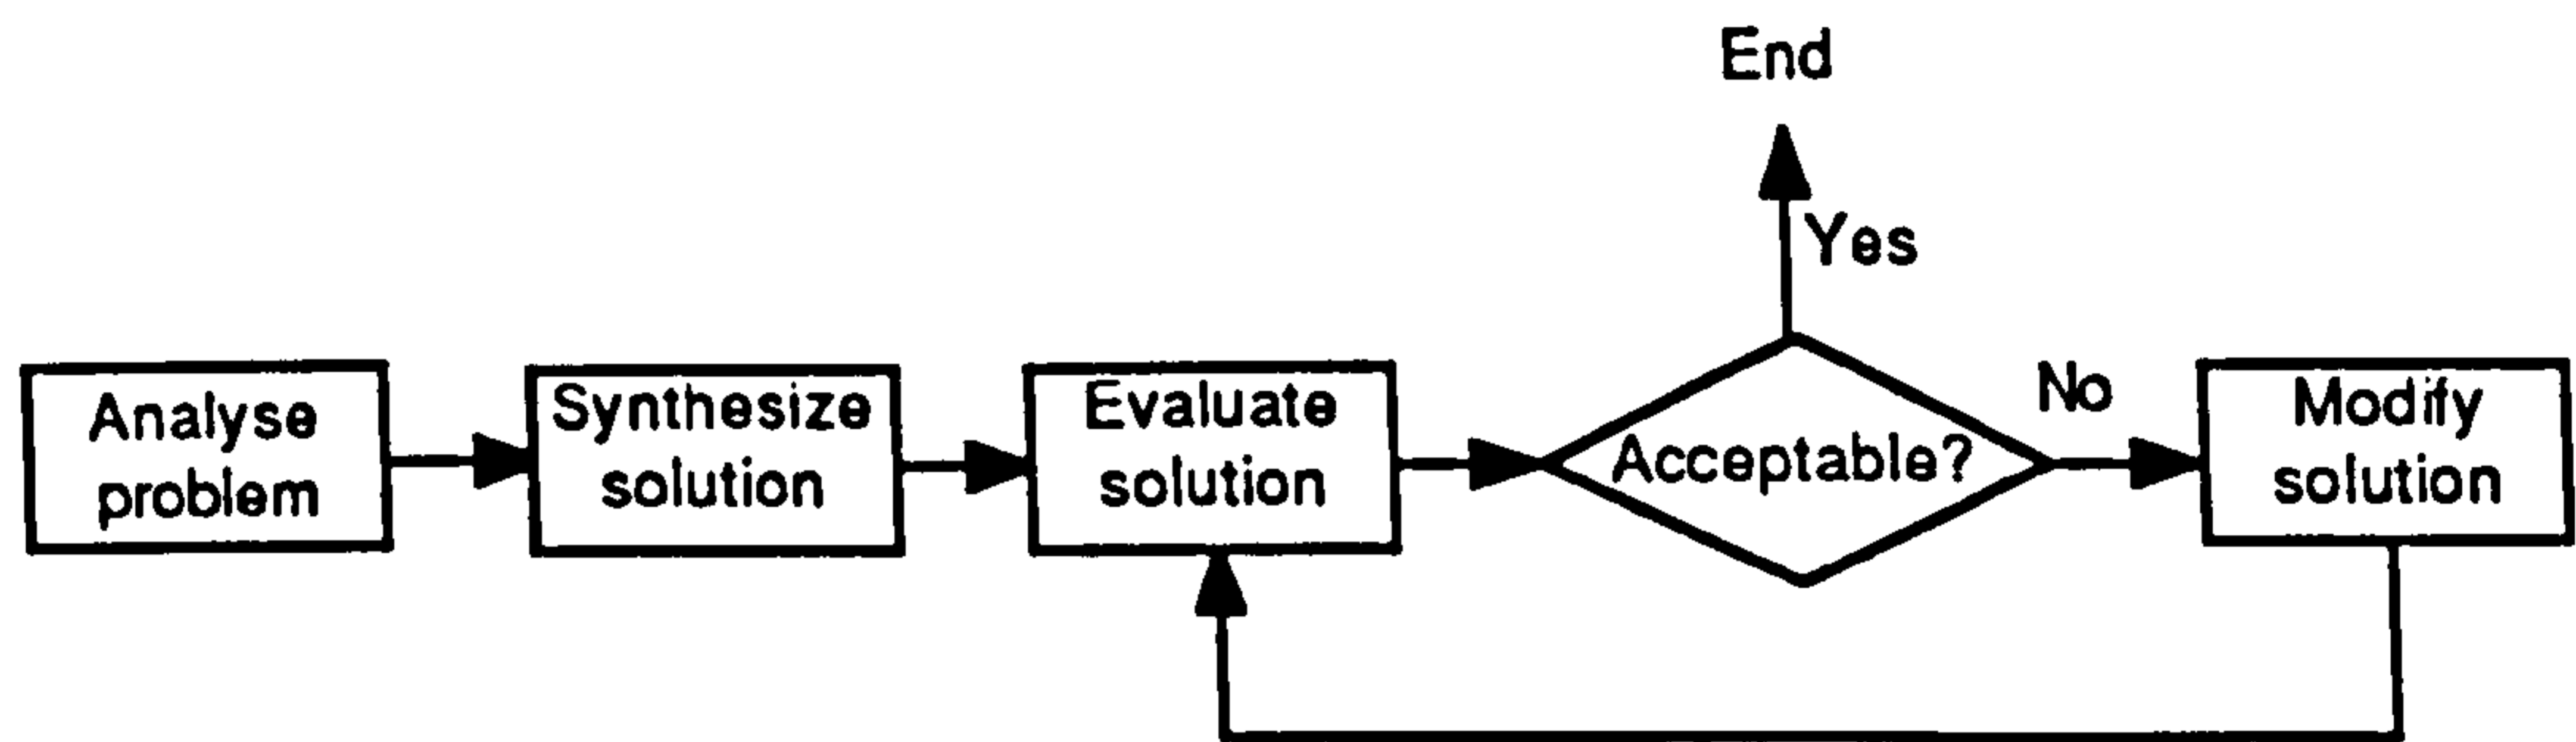 End
Yes
Analyse
problem
Synthesize
solution
Evaluate
solution
Acceptable?
No
Modify
solution